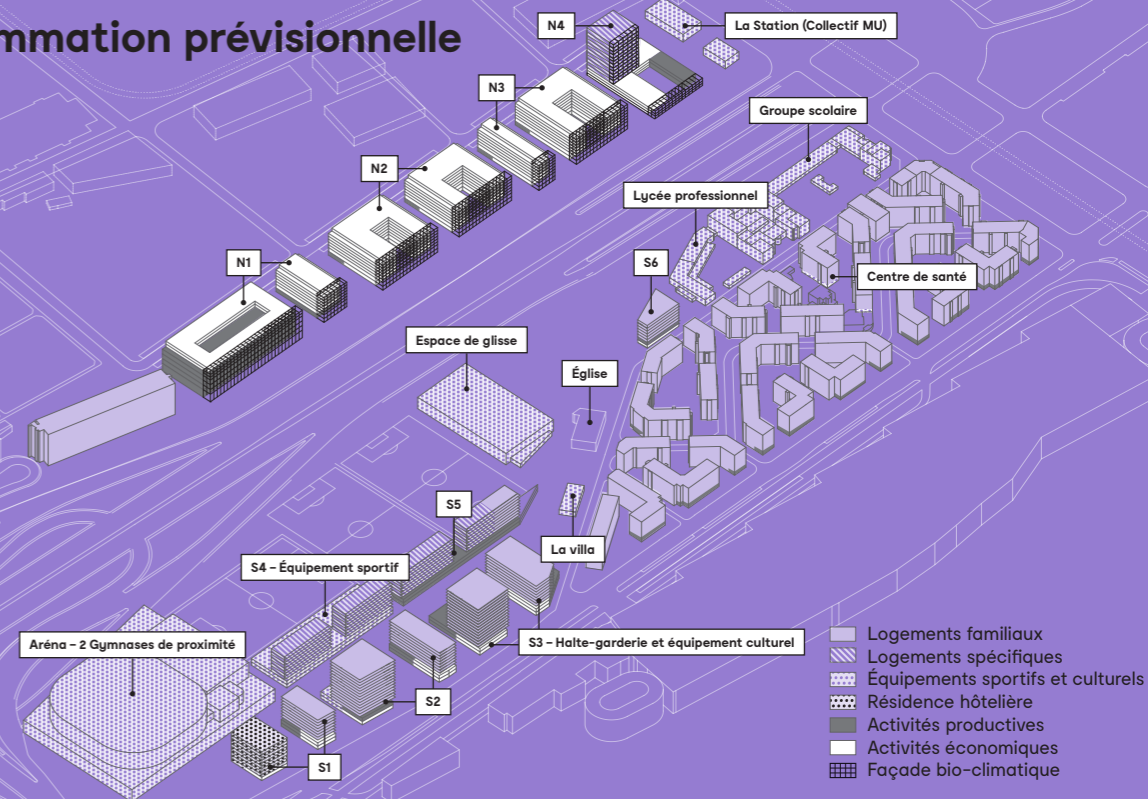 mmation prévisionnelle
N4
La Station (Collectif MU)
N3
Groupe scolaire
N2
Lycée professionnel
N1
S6
Centre de santé
Espace de glisse
Église
S5
La villa
S4 – Équipement sportif
Aréna – 2 Gymnases de proximité
S3 – Halte-garderie et équipement culturel
S2
S1
Logements familiaux
Logements spécifiques
Équipements sportifs et culturels
Résidence hôtelière
Activités productives
Activités économiques
Façade bio-climatique